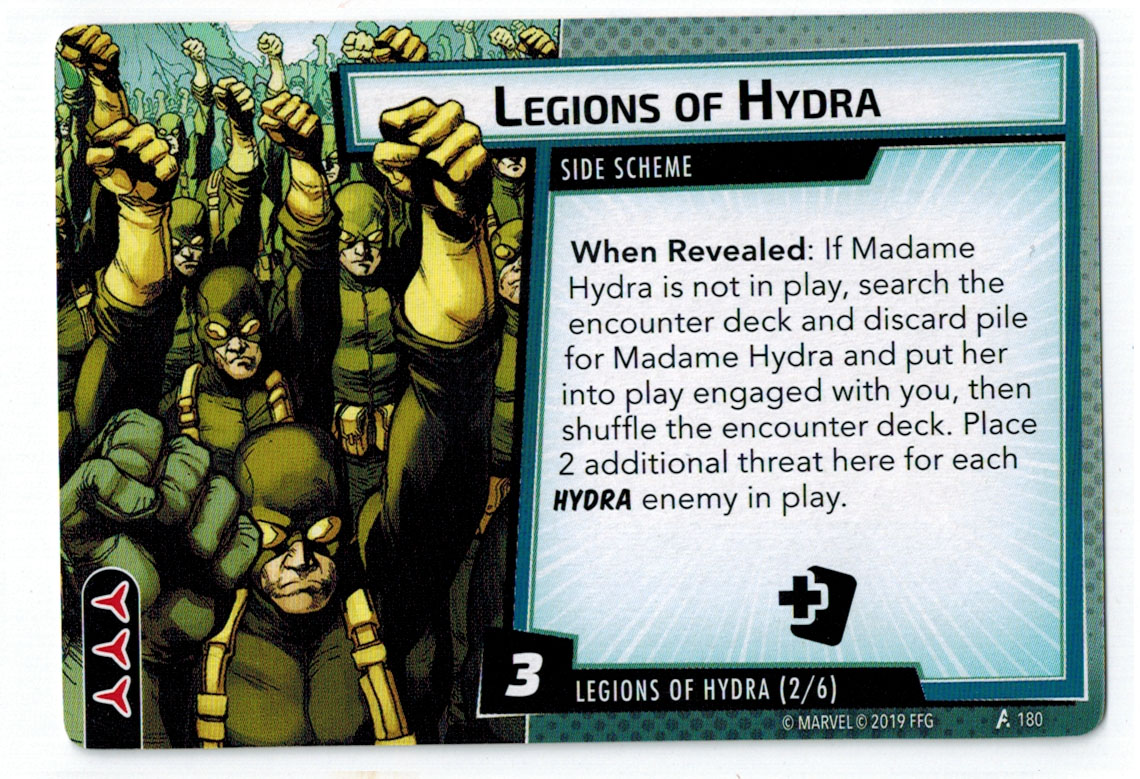 LEGIONS OF HYDRA
SIDE SCHEME
When Revealed: If Madame
Hydra is not in play, search the
encounter deck and discard pile
for Madame Hydra and put her
into play engaged with you, then
shuffle the encounter deck. Place
2 additional threat here for each
HYDRA enemy in play.
3
LEGIONS OF HYDRA (2/6)
© MARVEL © 2019 FFG
180